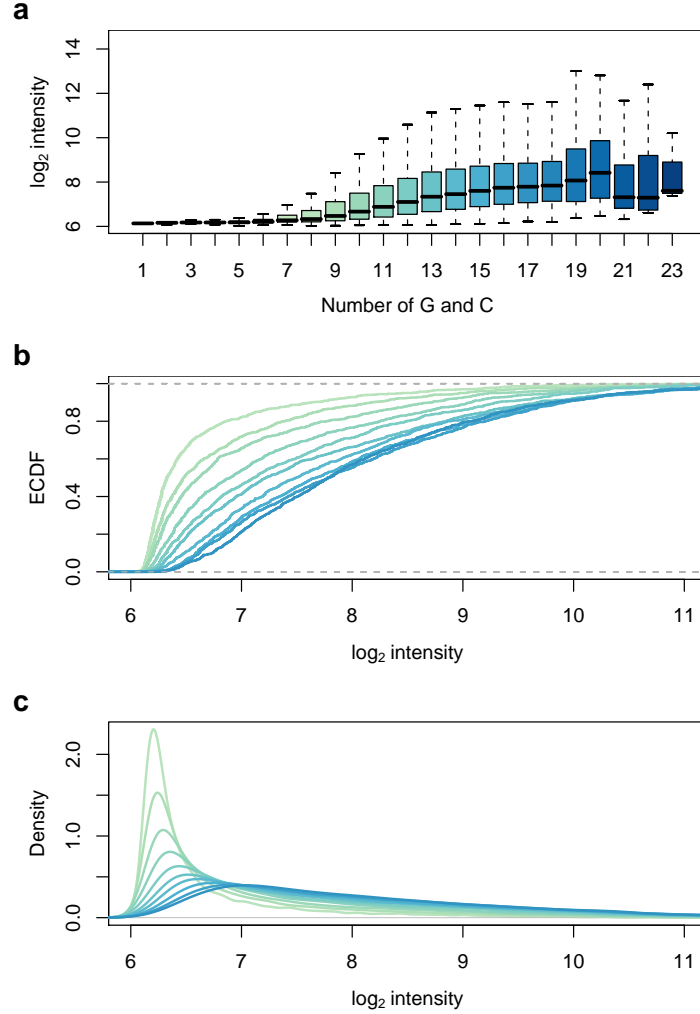 a
14
12
10
8
6
log₂ intensity
1 3 5 7 9 11 13 15 17 19 21 23
Number of G and C
b
0.8
0.4
0.0
ECDF
6 7 8 9 10 11
log₂ intensity
c
2.0
1.0
0.0
Density
6 7 8 9 10 11
log₂ intensity